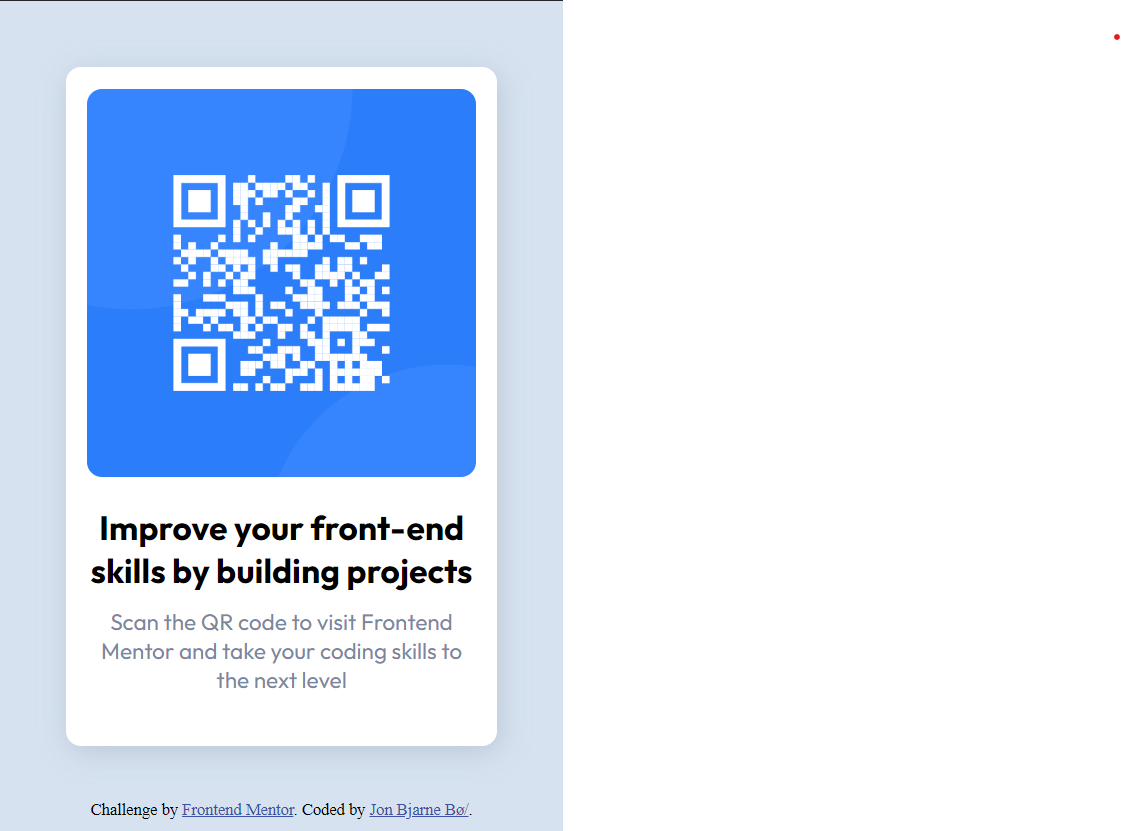 Improve your front-end
skills by building projects
Scan the QR code to visit Frontend
Mentor and take your coding skills to
the next level
Challenge by Frontend Mentor. Coded by Jon Bjarne Bø/.